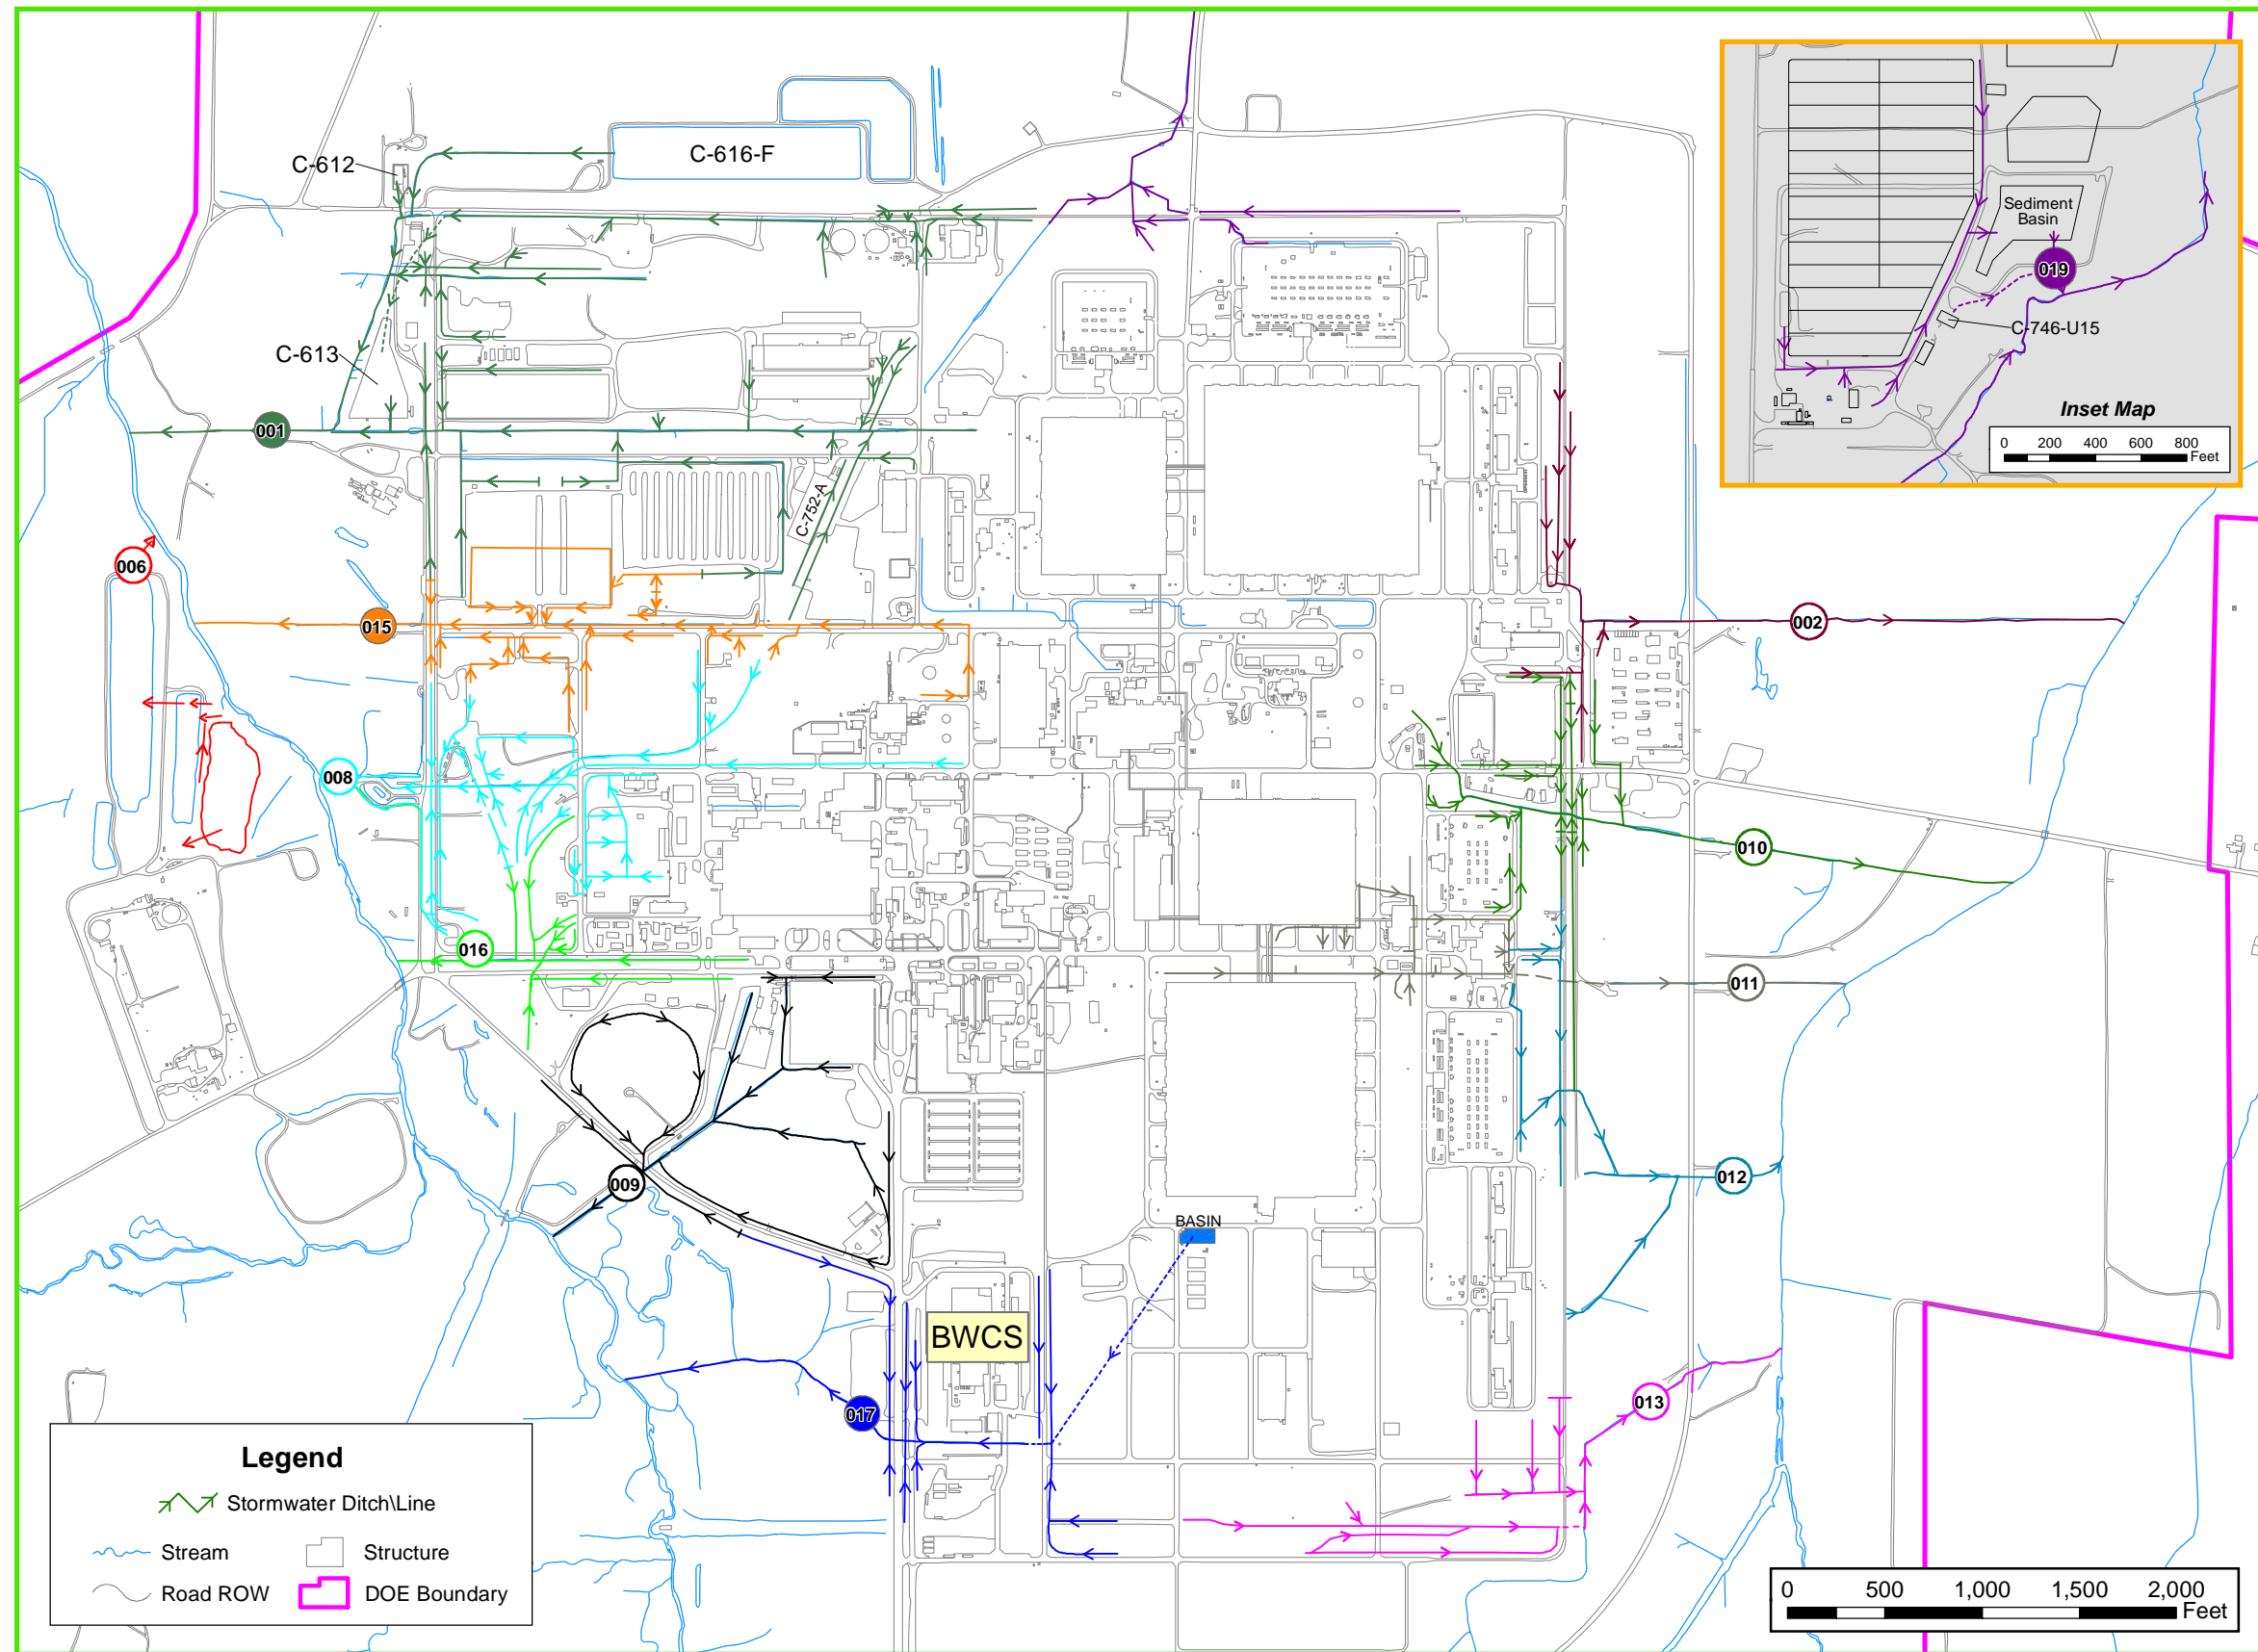 C-612
C-616-F
C-613
001
C-752-A
006
015
002
008
010
016
011
009
012
BASIN
BWCS
017
013
Sediment
Basin
019
C-746-U15
Inset Map
0 200 400 600 800
Feet
Legend
Stormwater Ditch\Line
Stream
Structure
Road ROW
DOE Boundary
0 500 1,000 1,500 2,000
Feet